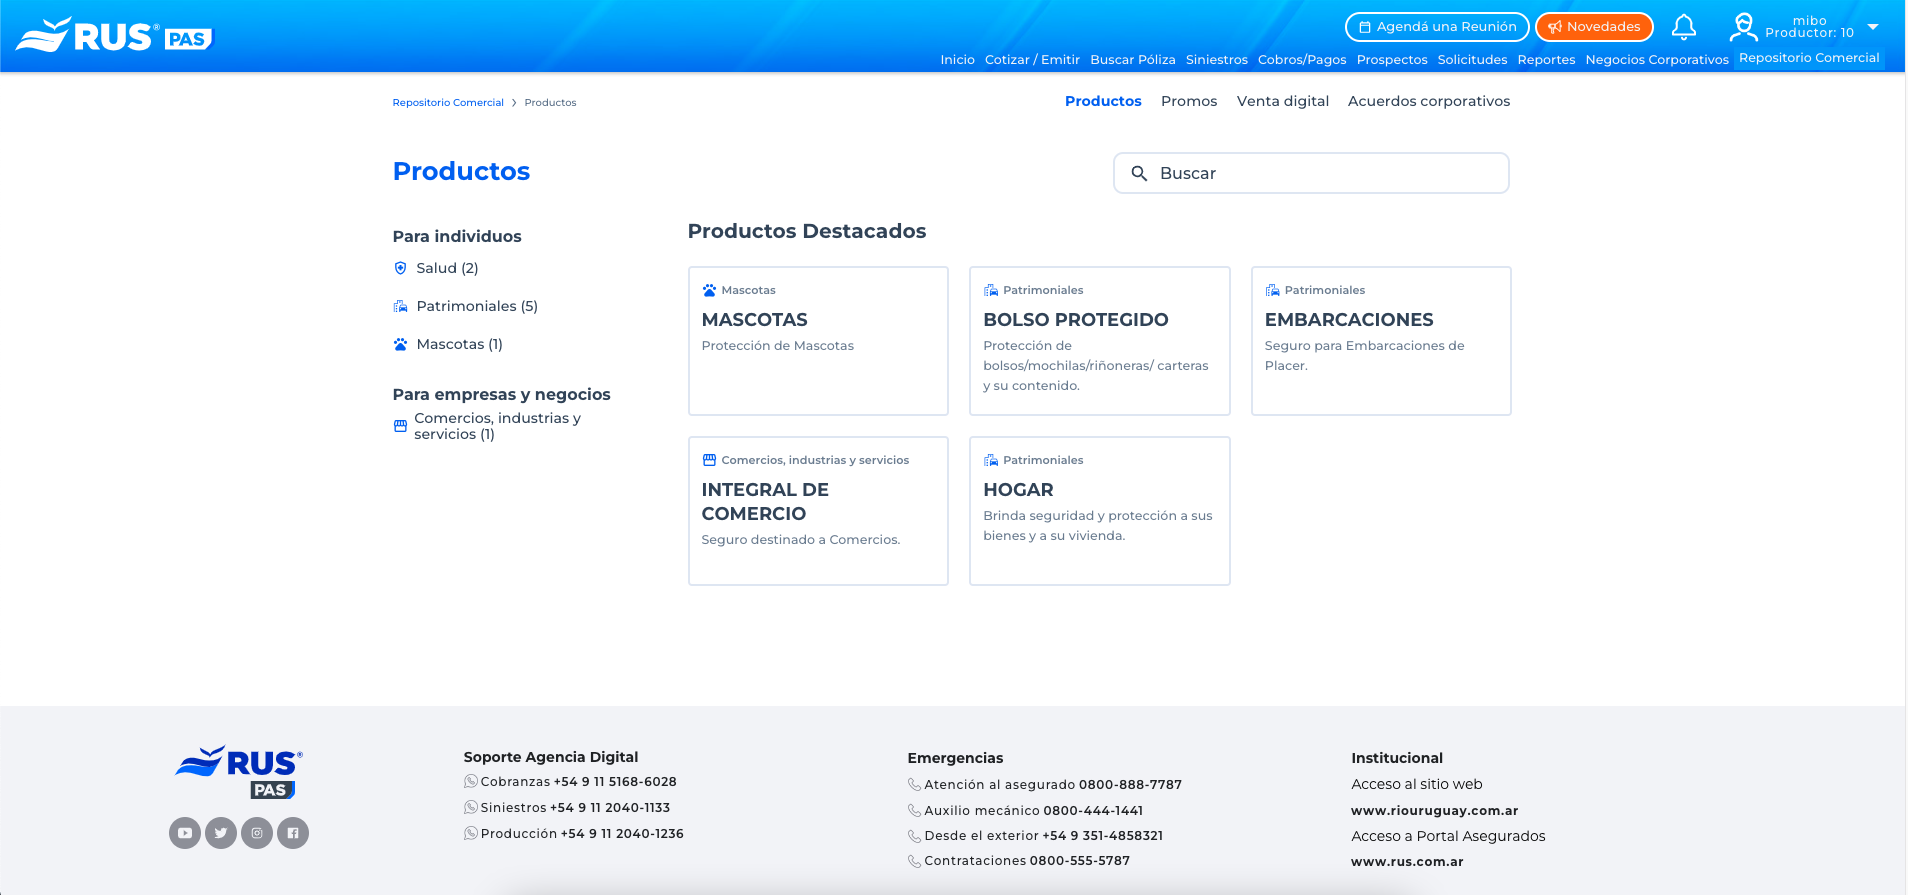 RUS® PAS
Agendá una Reunión
Novedades
mibo
Productor: 10
Inicio Cotizar / Emitir Buscar Póliza Siniestros Cobros/Pagos Prospectos Solicitudes Reportes Negocios Corporativos Repositorio Comercial
Repositorio Comercial > Productos
Productos Promos Venta digital Acuerdos corporativos
Productos
Buscar
Para individuos
Salud (2)
Patrimoniales (5)
Mascotas (1)
Para empresas y negocios
Comercios, industrias y
servicios (1)
Productos Destacados
Mascotas
MASCOTAS
Protección de Mascotas
Patrimoniales
BOLSO PROTEGIDO
Protección de
bolsos/mochilas/riñoneras/ carteras
y su contenido.
Patrimoniales
EMBARCACIONES
Seguro para Embarcaciones de
Placer.
Comercios, industrias y servicios
INTEGRAL DE
COMERCIO
Seguro destinado a Comercios.
Patrimoniales
HOGAR
Brinda seguridad y protección a sus
bienes y a su vivienda.
RUS®
PAS
Soporte Agencia Digital
Cobranzas +54 9 11 5168-6028
Siniestros +54 9 11 2040-1133
Producción +54 9 11 2040-1236
Emergencias
Atención al asegurado 0800-888-7787
Auxilio mecánico 0800-444-1441
Desde el exterior +54 9 351-4858321
Contrataciones 0800-555-5787
Institucional
Acceso al sitio web
www.riouruguay.com.ar
Acceso a Portal Asegurados
www.rus.com.ar